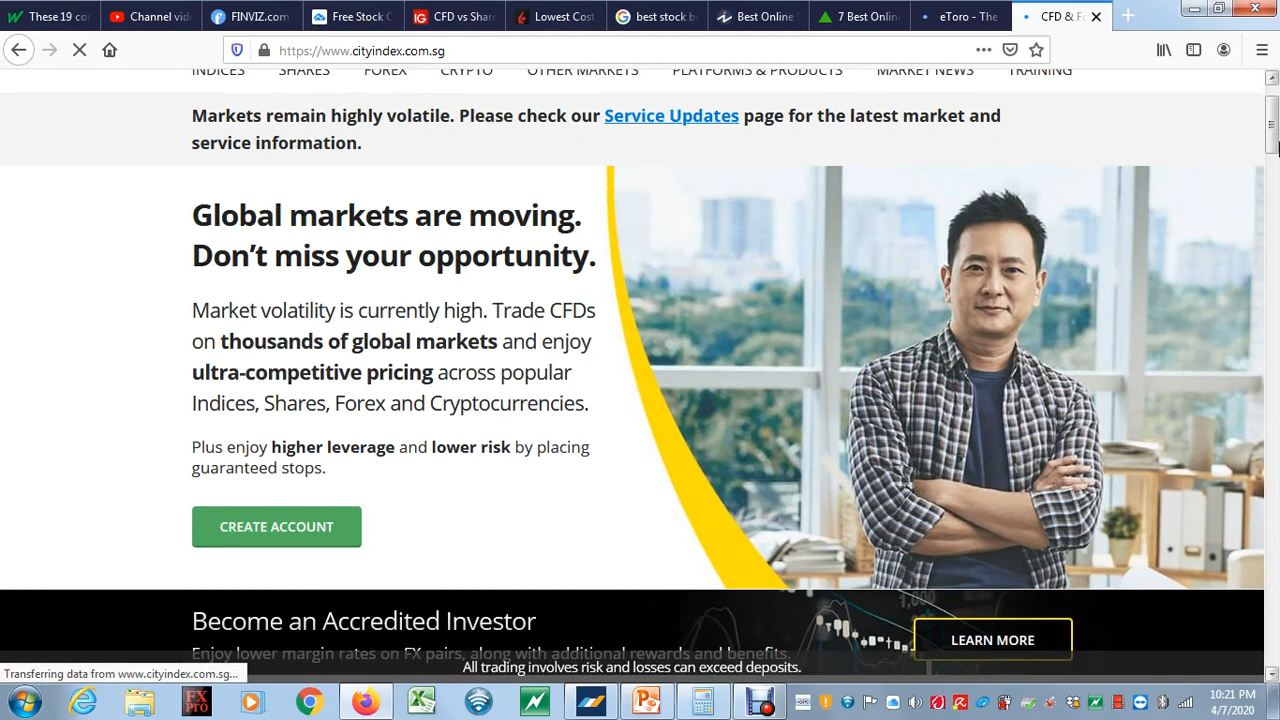 These 19 co
Channel vid
FINVIZ.com
Free Stock C
CFD vs Shar
Lowest Cos
best stock b
Best Online
7 Best Onli
eToro - The
CFD & Fo
https://www.cityindex.com.sg
INDICES SHARES FOREX CRYPTO OTHER MARKETS PLATFORMS & PRODUCTS MARKET NEWS TRAINING
Markets remain highly volatile. Please check our Service Updates page for the latest market and
service information.
Global markets are moving.
Don’t miss your opportunity.
Market volatility is currently high. Trade CFDs
on thousands of global markets and enjoy
ultra-competitive pricing across popular
Indices, Shares, Forex and Cryptocurrencies.
Plus enjoy higher leverage and lower risk by placing
guaranteed stops.
CREATE ACCOUNT
Become an Accredited Investor
LEARN MORE
Enjoy lower margin rates on FX pairs, along with additional rewards and benefits.
All trading involves risk and losses can exceed deposits.
Transferring data from www.cityindex.com.sg...
FX
PRO
10:21 PM
4/7/2020